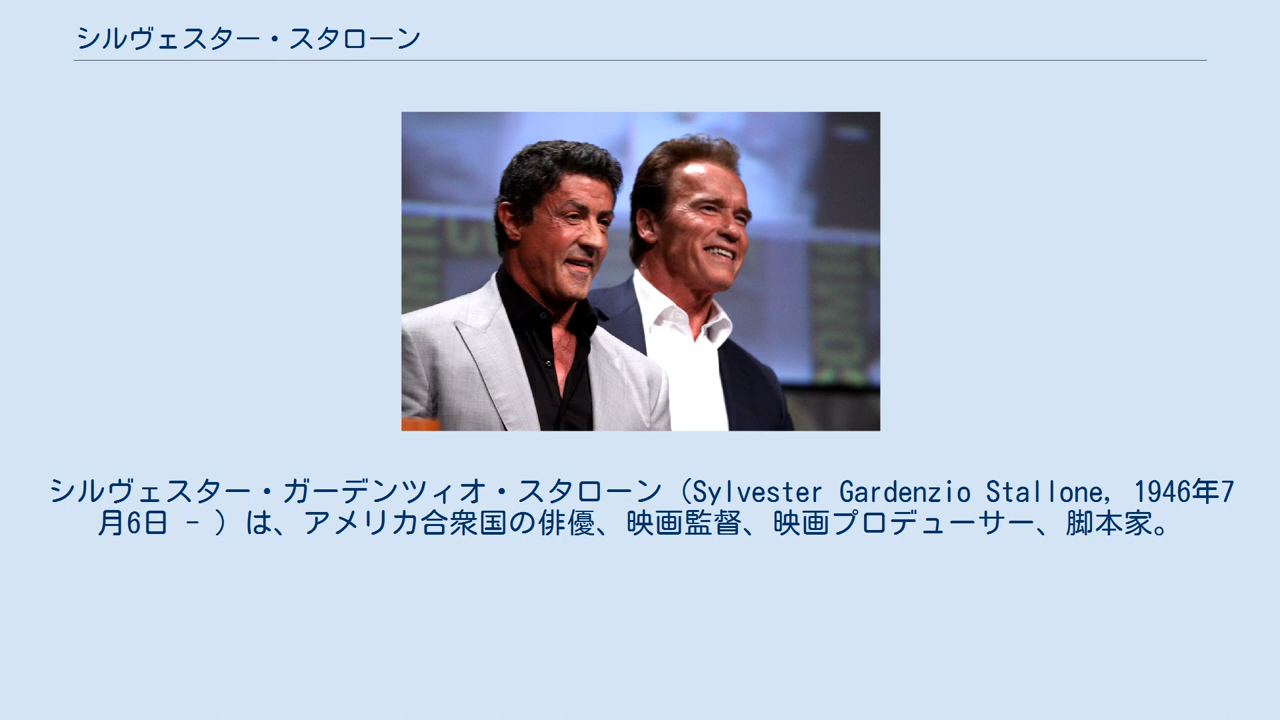 シルヴェスター・スタローン
シルヴェスター・ガーデンツィオ・スタローン（Sylvester Gardenzio Stallone, 1946年7
月6日 - ）は、アメリカ合衆国の俳優、映画監督、映画プロデューサー、脚本家。